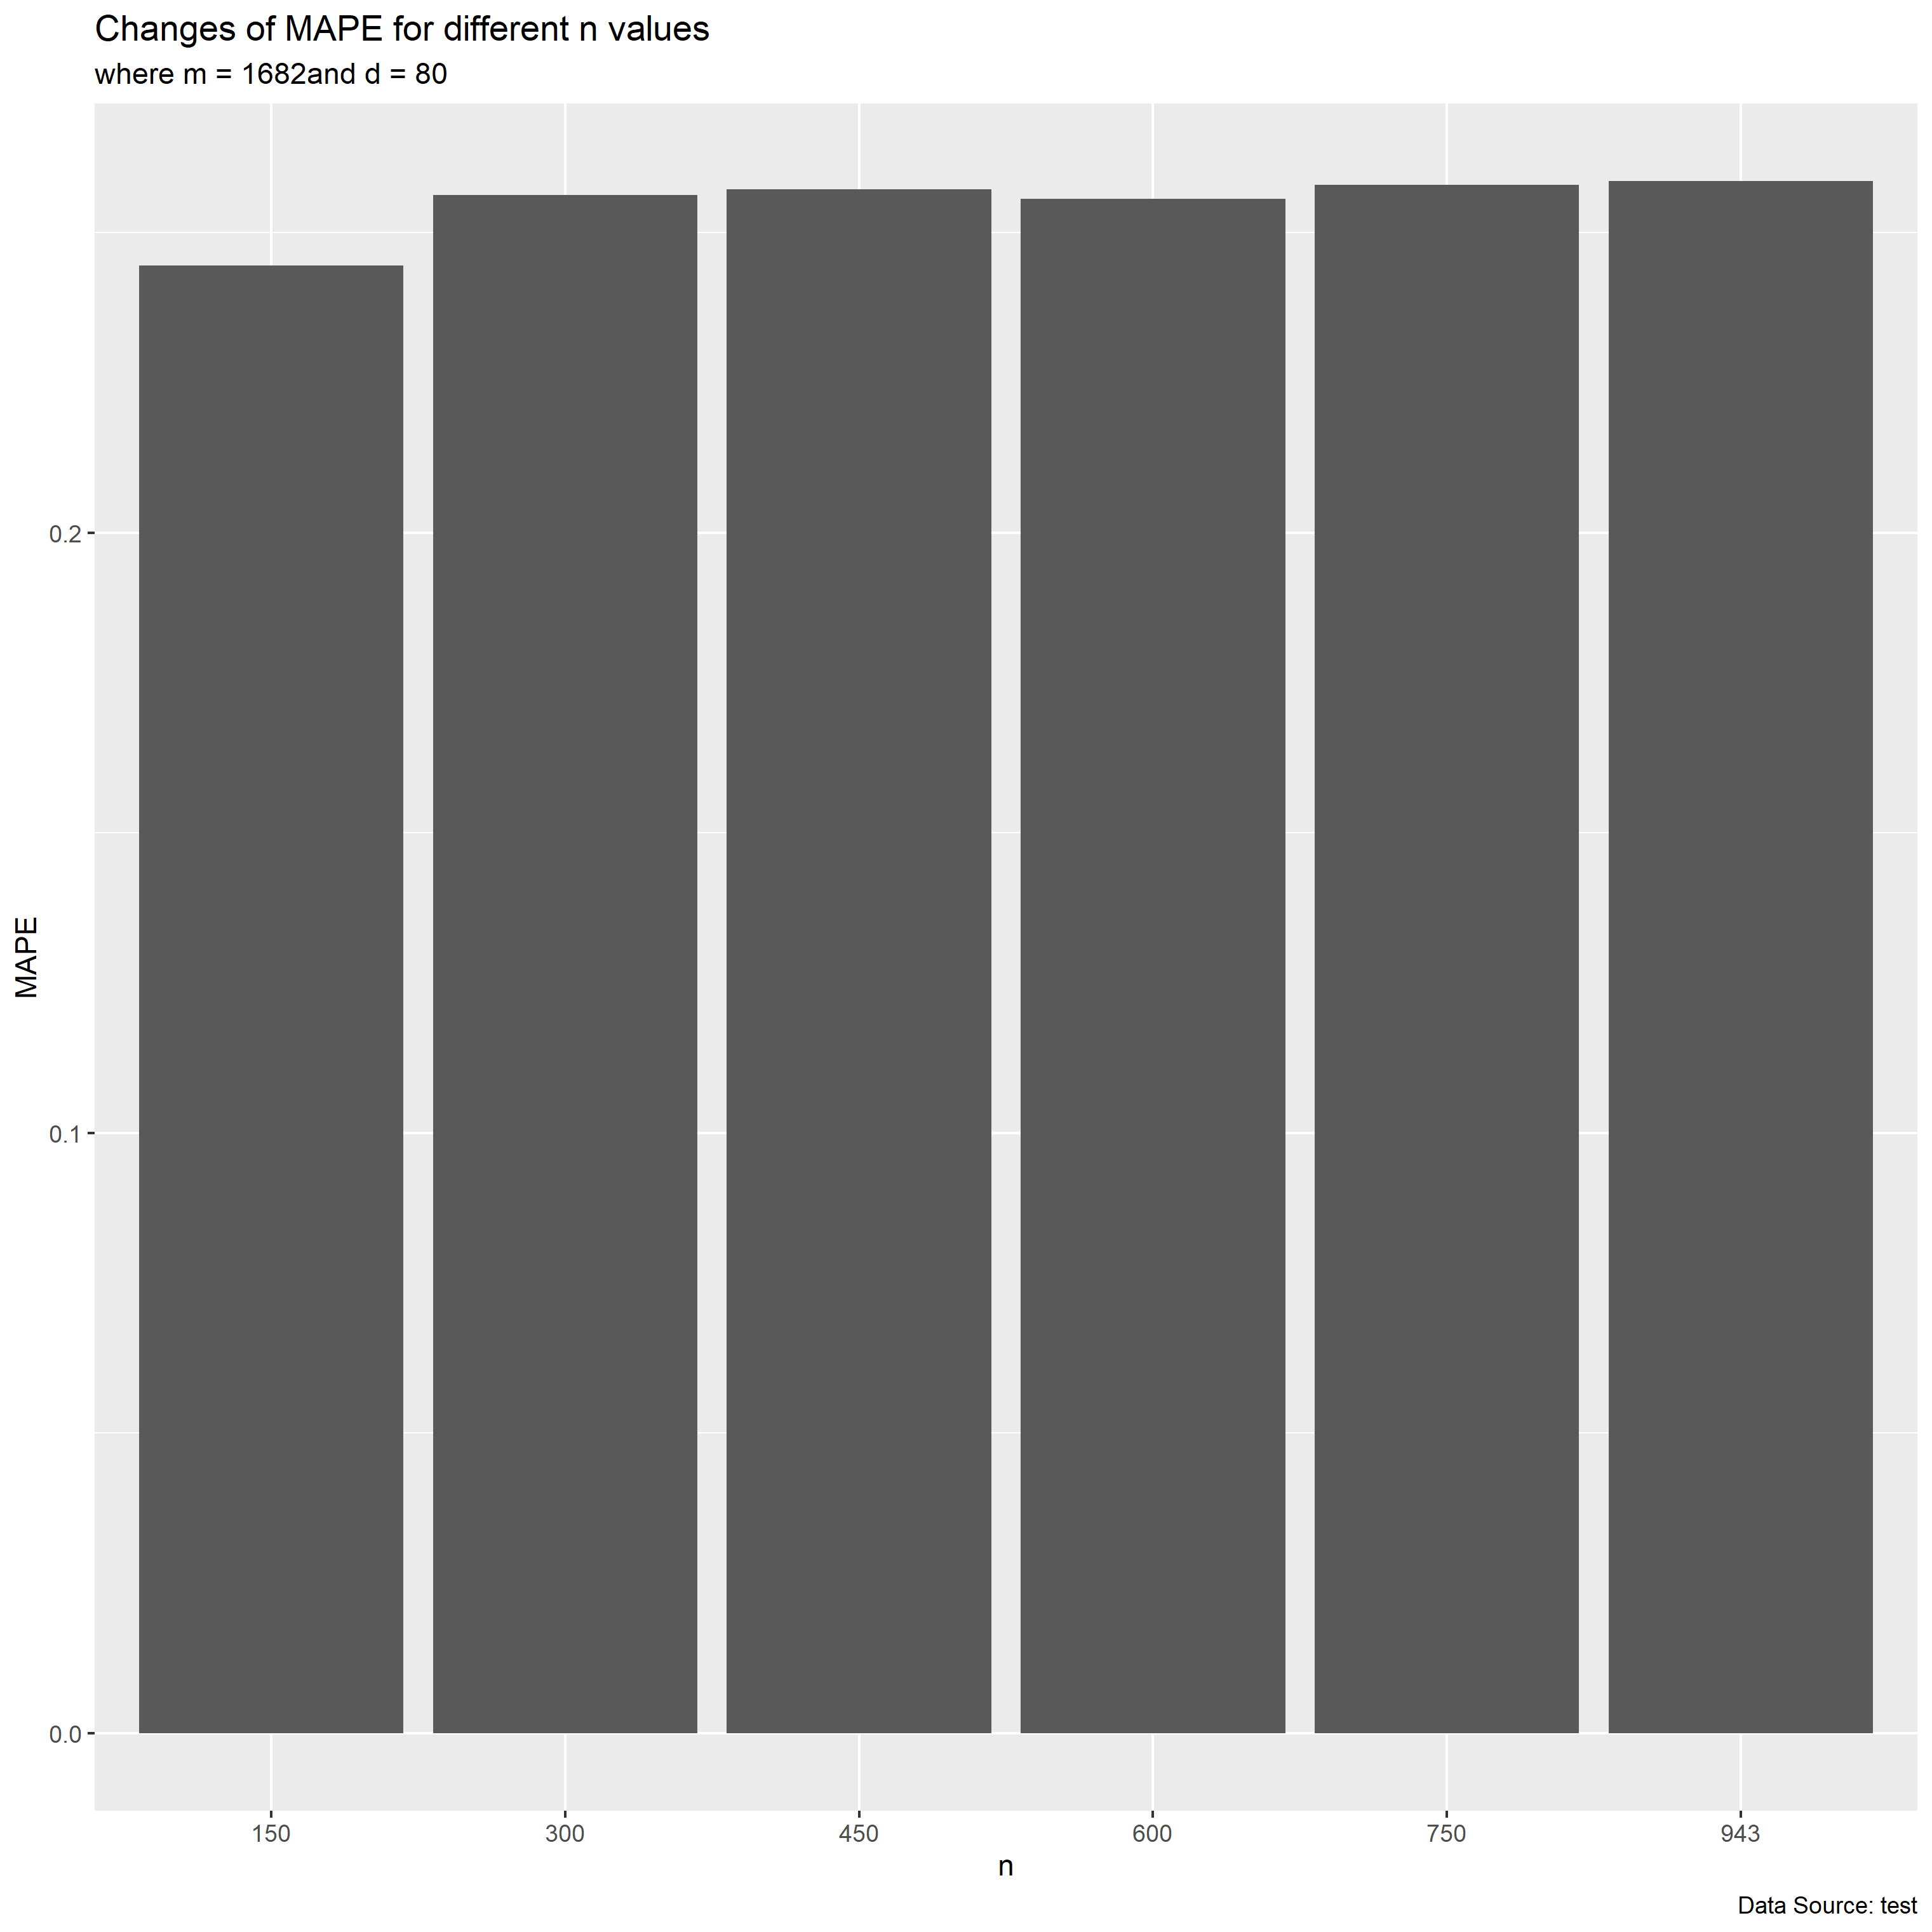 Changes of MAPE for different n values
where m = 1682and d = 80
MAPE
0.2
0.1
0.0
150 300 450 600 750 943
n
Data Source: test